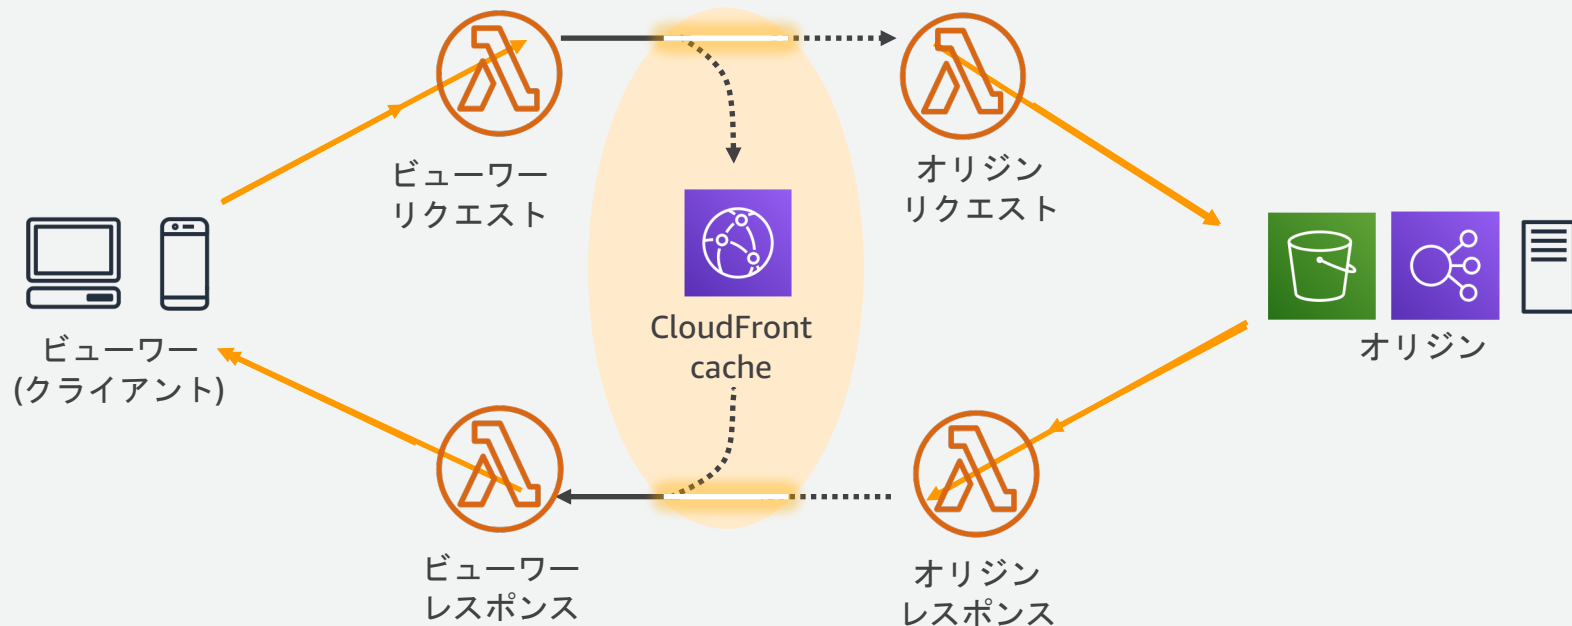 ビューワー
リクエスト
オリジン
リクエスト
CloudFront
cache
ビューワー
(クライアント)
オリジン
ビューワー
レスポンス
オリジン
レスポンス